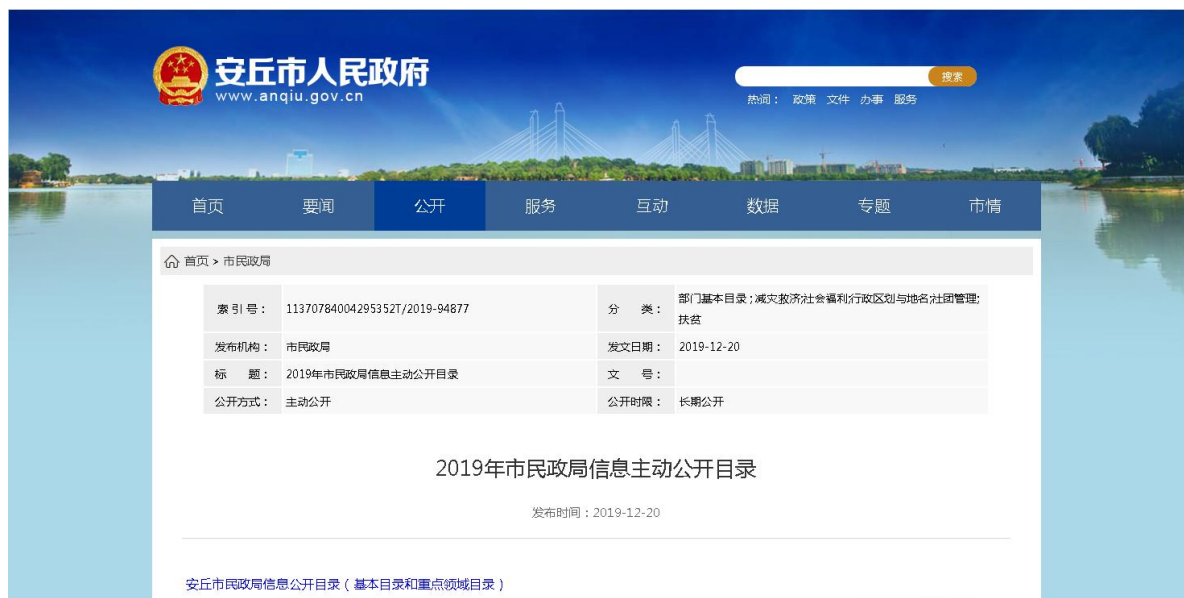 安丘市人民政府
www.anqiu.gov.cn
搜索
热词： 政策 文件 办事 服务
首页 要闻 公开 服务 互动 数据 专题 市情
首页 > 市民政局
索引号： 11370784004295352T/2019-94877 分 类： 部门基本目录;减灾救济;社会福利;行政区划与地名;社团管理;
扶贫
发布机构： 市民政局 发文日期： 2019-12-20
标 题： 2019年市民政局信息主动公开目录 文 号：
公开方式： 主动公开 公开时限： 长期公开
2019年市民政局信息主动公开目录
发布时间：2019-12-20
安丘市民政局信息公开目录（基本目录和重点领域目录）